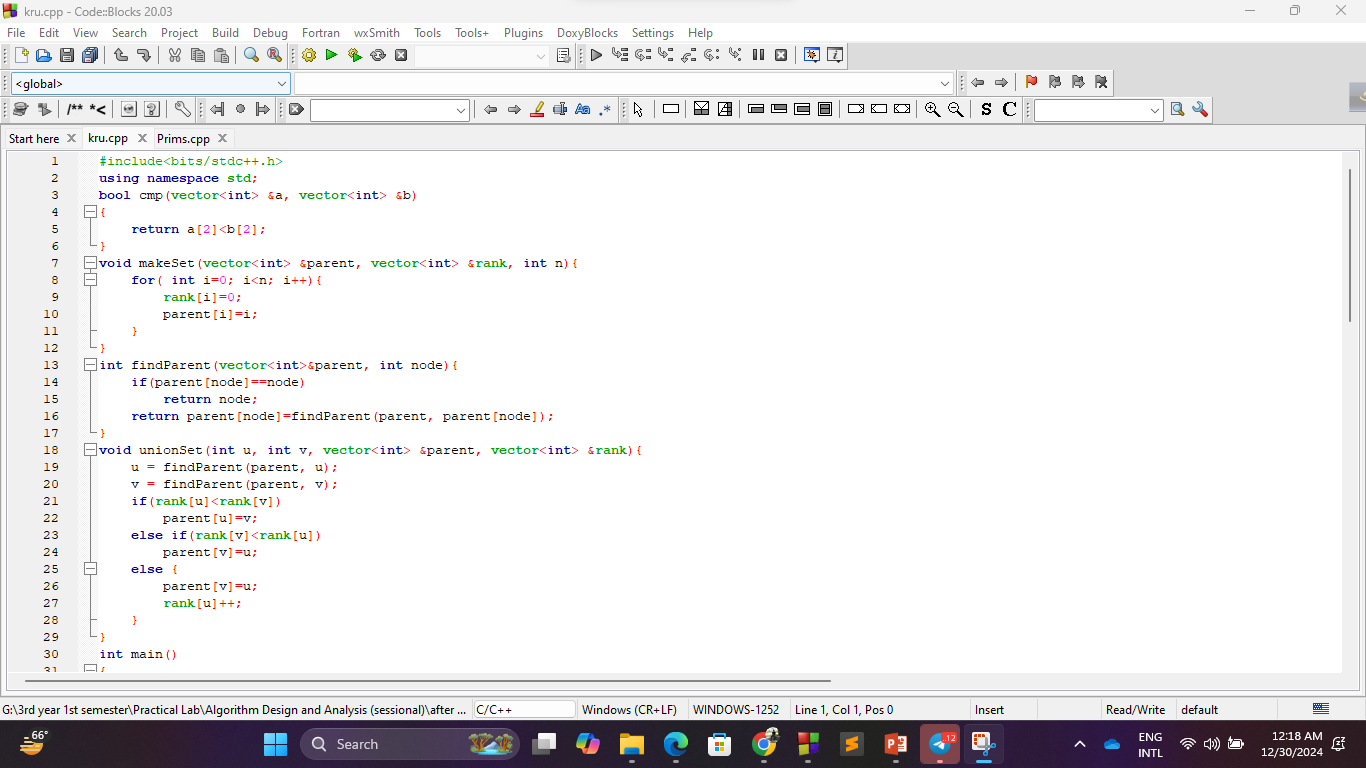 kru.cpp - Code::Blocks 20.03
File Edit View Search Project Build Debug Fortran wxSmith Tools Tools+ Plugins DoxyBlocks Settings Help
<global>
/** *< Aa .* S C
Start here kru.cpp Prims.cpp
1 #include<bits/stdc++.h>
2 using namespace std;
3 bool cmp(vector<int> &a, vector<int> &b)
4 {
5     return a[2]<b[2];
6 }
7 void makeSet(vector<int> &parent, vector<int> &rank, int n){
8     for( int i=0; i<n; i++){
9         rank[i]=0;
10         parent[i]=i;
11     }
12 }
13 int findParent(vector<int>&parent, int node){
14     if(parent[node]==node)
15         return node;
16     return parent[node]=findParent(parent, parent[node]);
17 }
18 void unionSet(int u, int v, vector<int> &parent, vector<int> &rank){
19     u = findParent(parent, u);
20     v = findParent(parent, v);
21     if(rank[u]<rank[v])
22         parent[u]=v;
23     else if(rank[v]<rank[u])
24         parent[v]=u;
25     else {
26         parent[v]=u;
27         rank[u]++;
28     }
29 }
30 int main()
31 {
G:\3rd year 1st semester\Practical Lab\Algorithm Design and Analysis (sessional)\after ... C/C++ Windows (CR+LF) WINDOWS-1252 Line 1, Col 1, Pos 0 Insert Read/Write default
66° Search .12 ENG 12:18 AM
INTL 12/30/2024